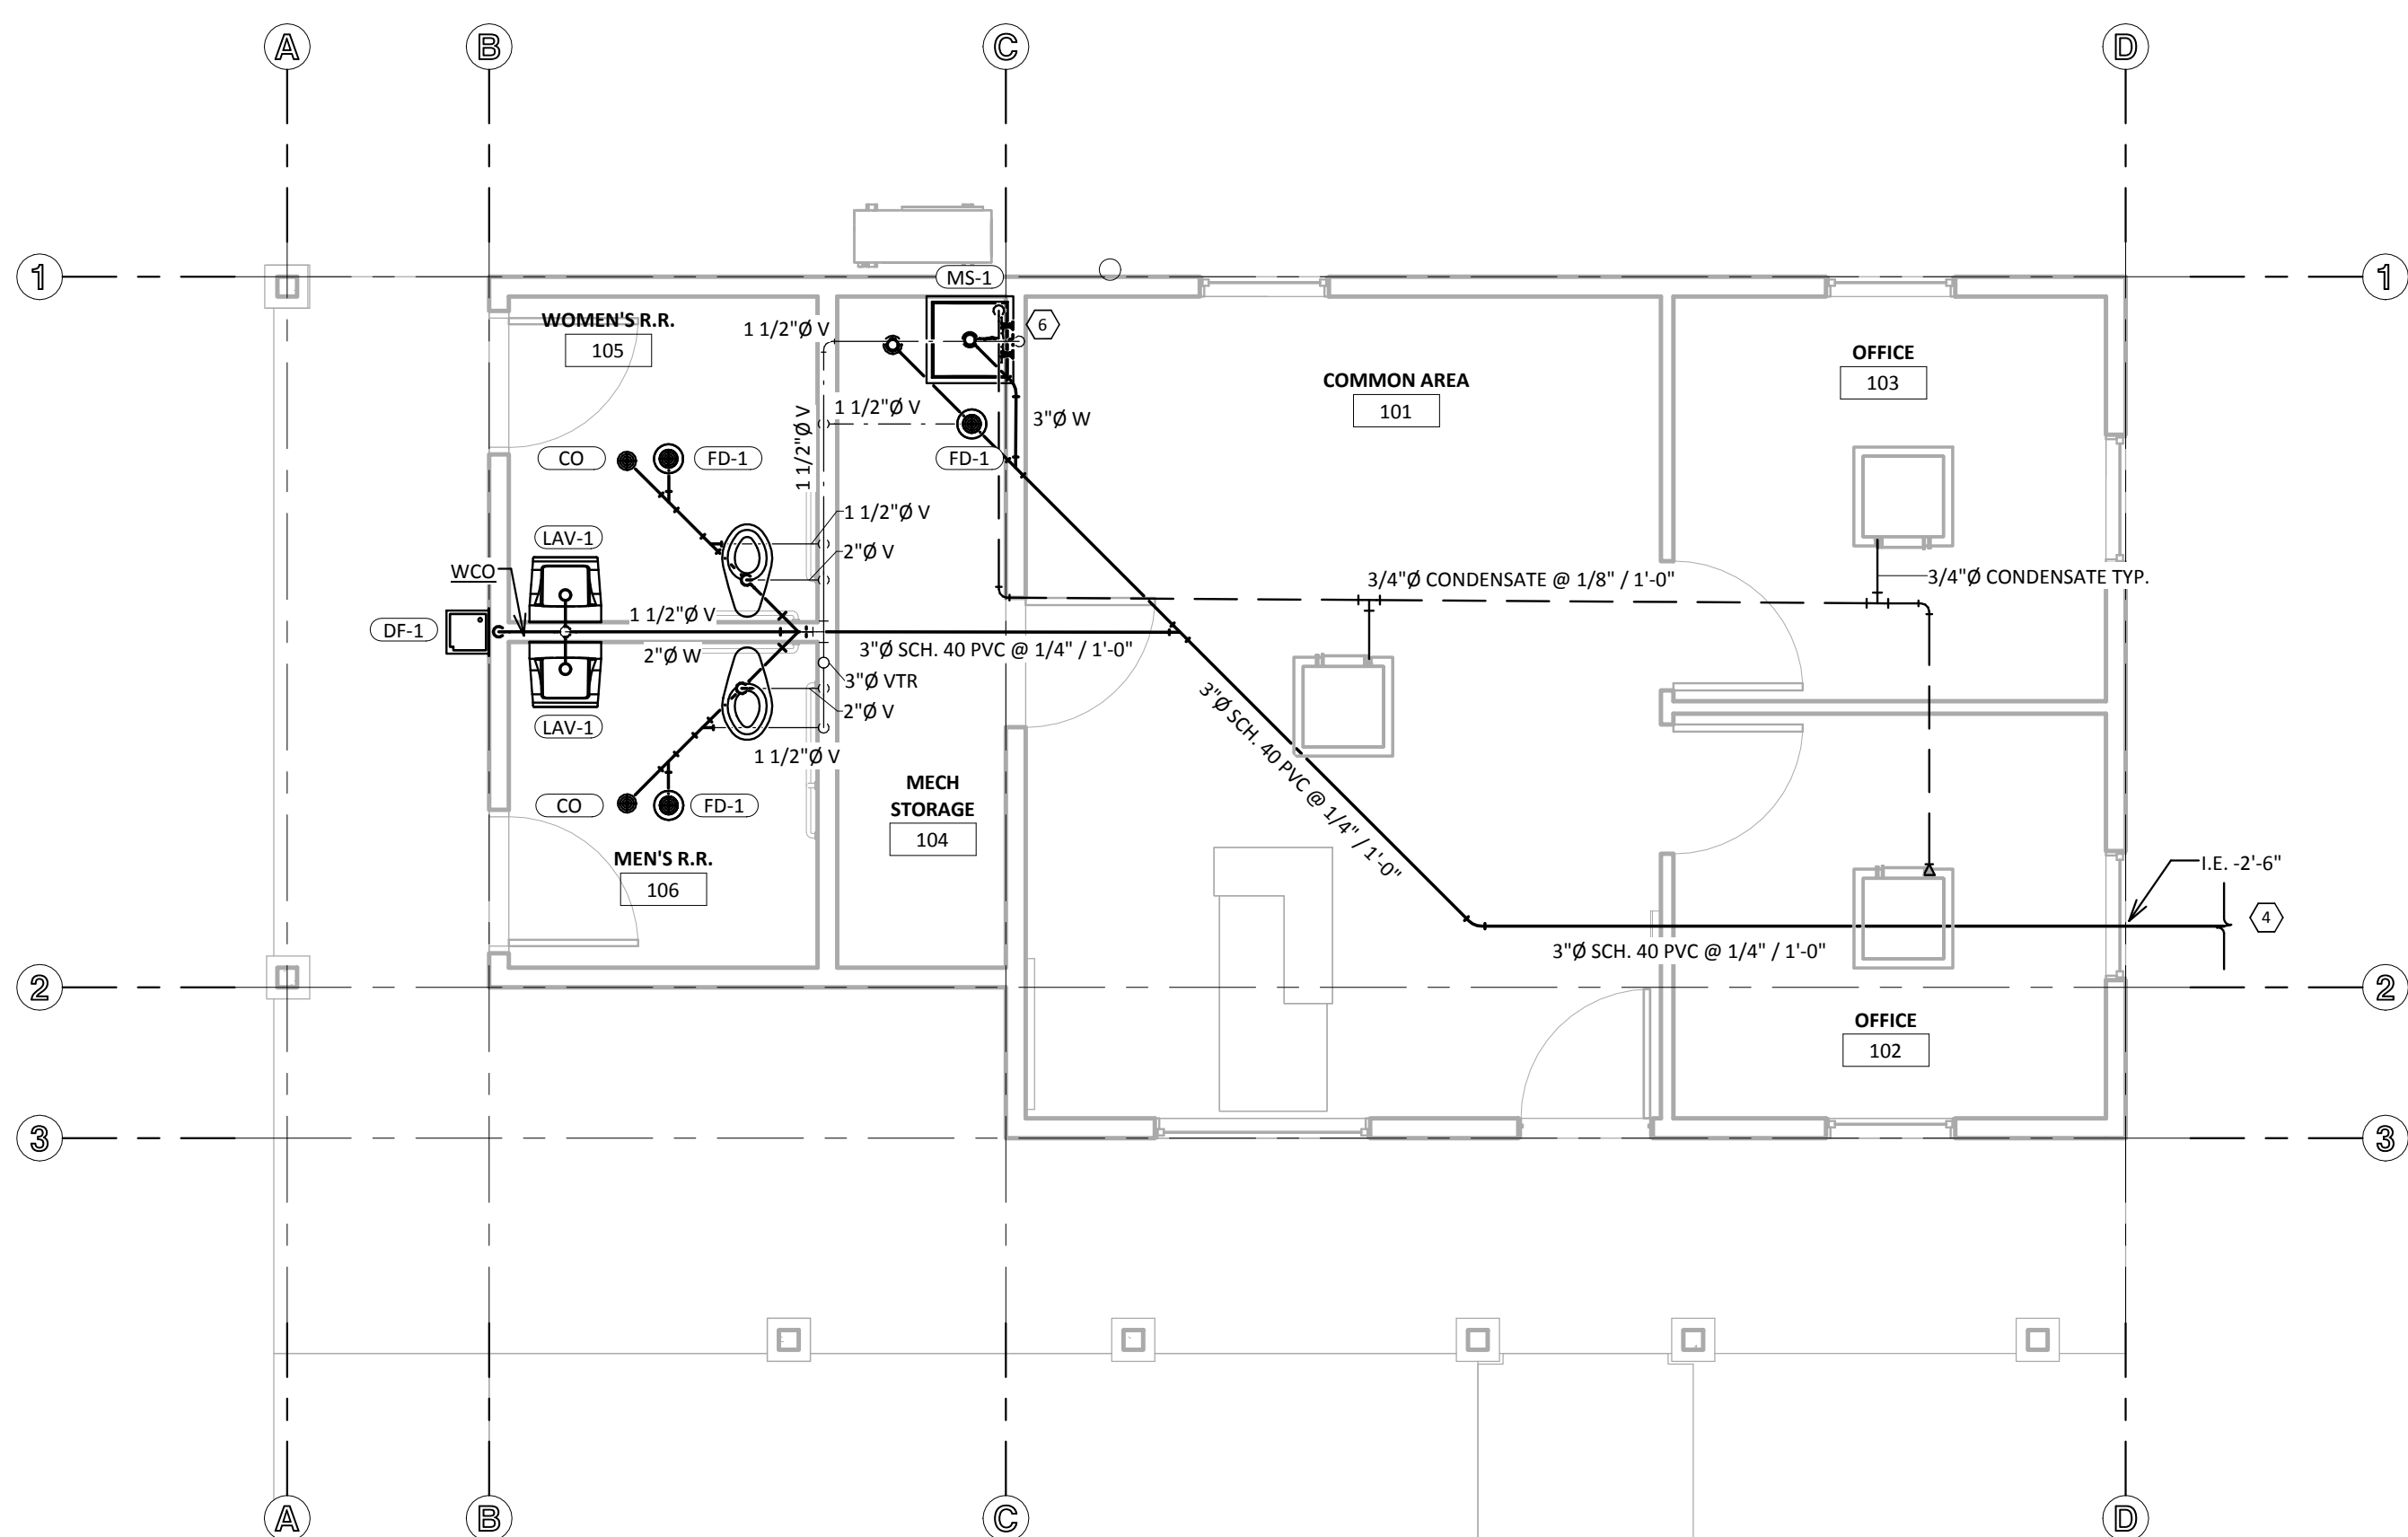 A
B
C
D
1
1
MS-1
WOMEN'S R.R.
105
1 1/2"Ø V
6
OFFICE
103
COMMON AREA
101
1 1/2"Ø V
1 1/2"Ø V
3"Ø W
CO
FD-1
FD-1
1 1/2"Ø V
LAV-1
2"Ø V
WCO
3/4"Ø CONDENSATE @ 1/8" / 1'-0"
3/4"Ø CONDENSATE TYP.
1 1/2"Ø V
DF-1
2"Ø W
3"Ø SCH. 40 PVC @ 1/4" / 1'-0"
3"Ø VTR
2"Ø V
LAV-1
1 1/2"Ø V
3"Ø SCH. 40 PVC @ 1/4" / 1'-0"
MECH
STORAGE
104
CO
FD-1
MEN'S R.R.
106
I.E. -2'-6"
4
3"Ø SCH. 40 PVC @ 1/4" / 1'-0"
2
2
OFFICE
102
3
3
A
B
C
D